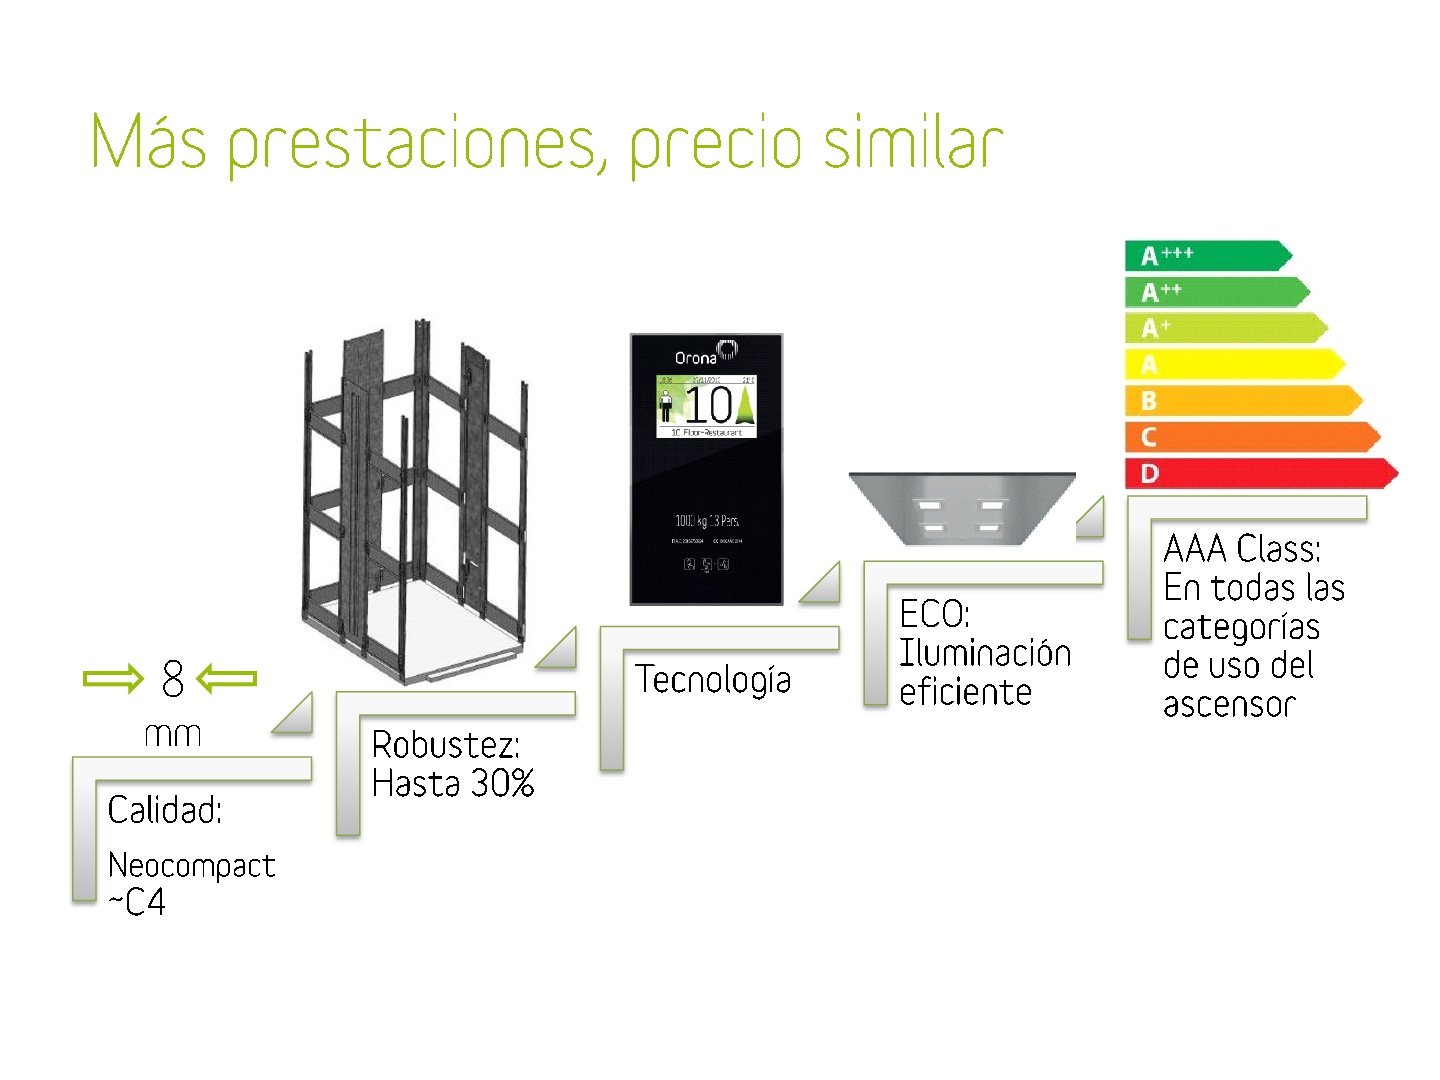 Más prestaciones, precio similar
8
mm
Calidad:
Neocompact
~C4
Robustez:
Hasta 30%
Orona
10
10 Floor-Restaurant
1000 kg 13 Pers.
Tecnología
ECO:
Iluminación
eficiente
A+++
A++
A+
A
B
C
D
AAA Class:
En todas las
categorías
de uso del
ascensor